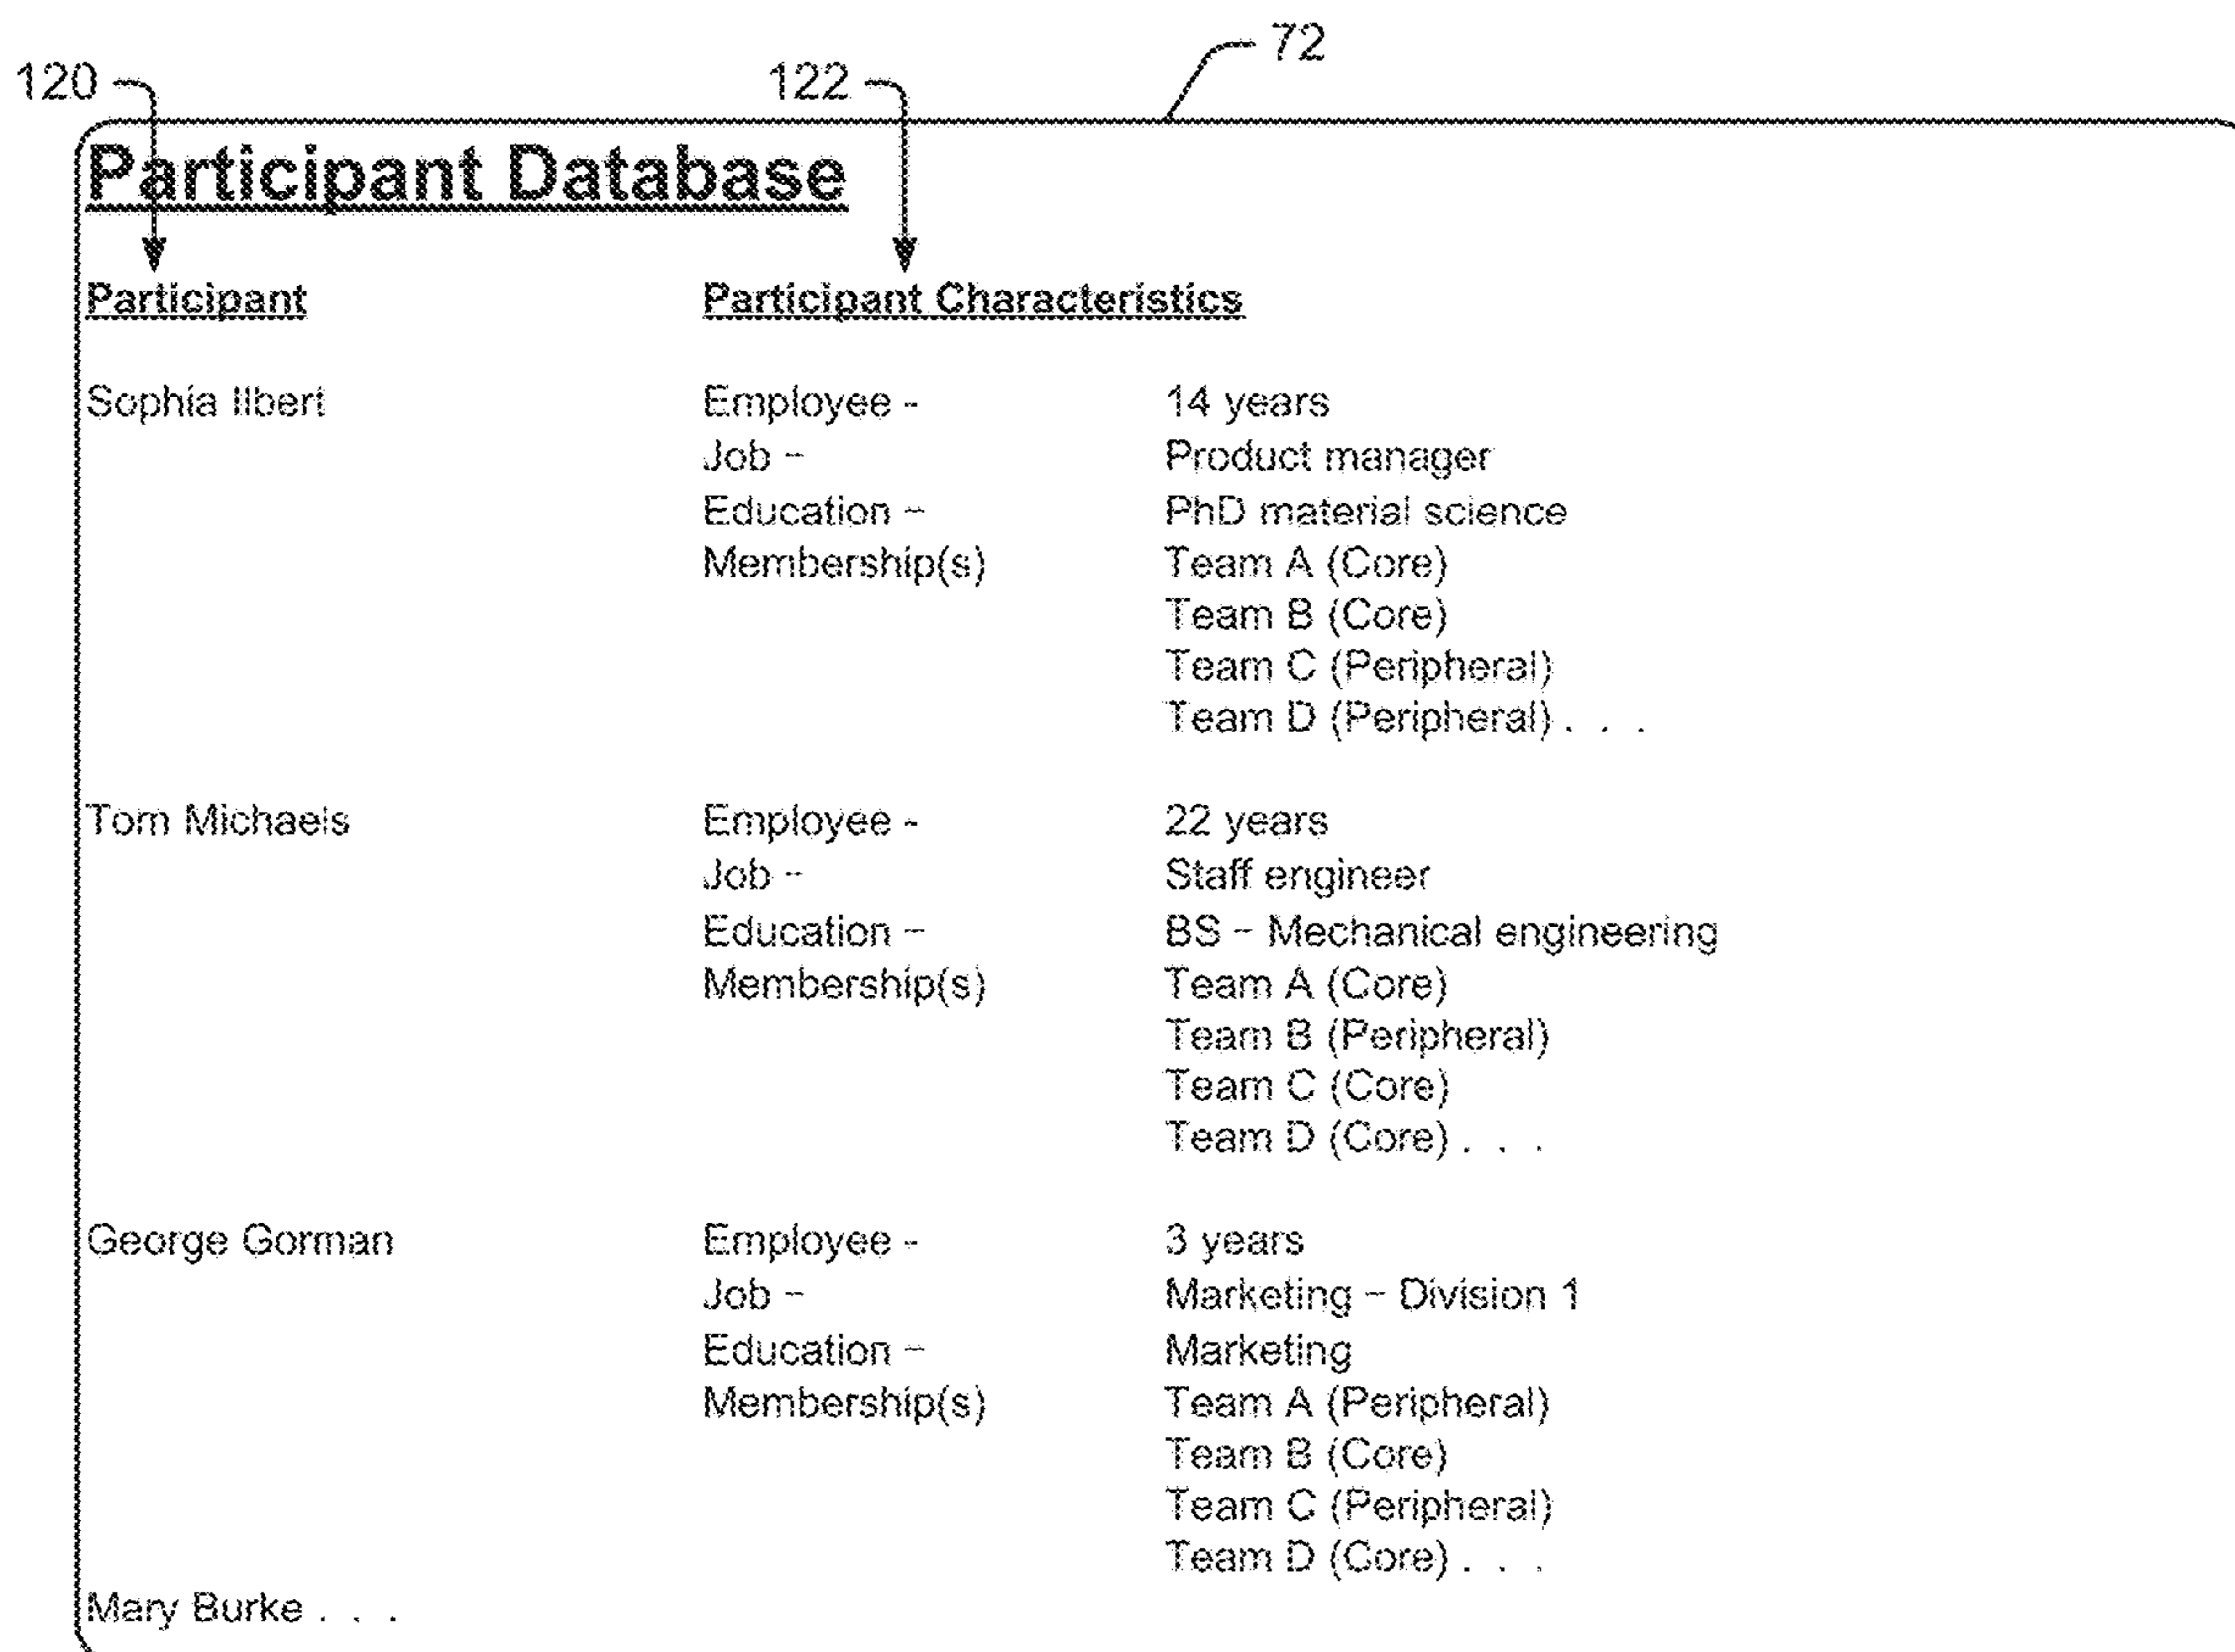 72
120 122
Participant Database
Participant Participant Characteristics
Sophia Ilbert Employee - 14 years
Job – Product manager
Education – PhD material science
Membership(s) Team A (Core)
Team B (Core)
Team C (Peripheral)
Team D (Peripheral) . . .
Tom Michaels Employee - 22 years
Job – Staff engineer
Education – BS – Mechanical engineering
Membership(s) Team A (Core)
Team B (Peripheral)
Team C (Core)
Team D (Core) . . .
George Gorman Employee - 3 years
Job – Marketing – Division 1
Education – Marketing
Membership(s) Team A (Peripheral)
Team B (Core)
Team C (Peripheral)
Team D (Core) . . .
Mary Burke . . .